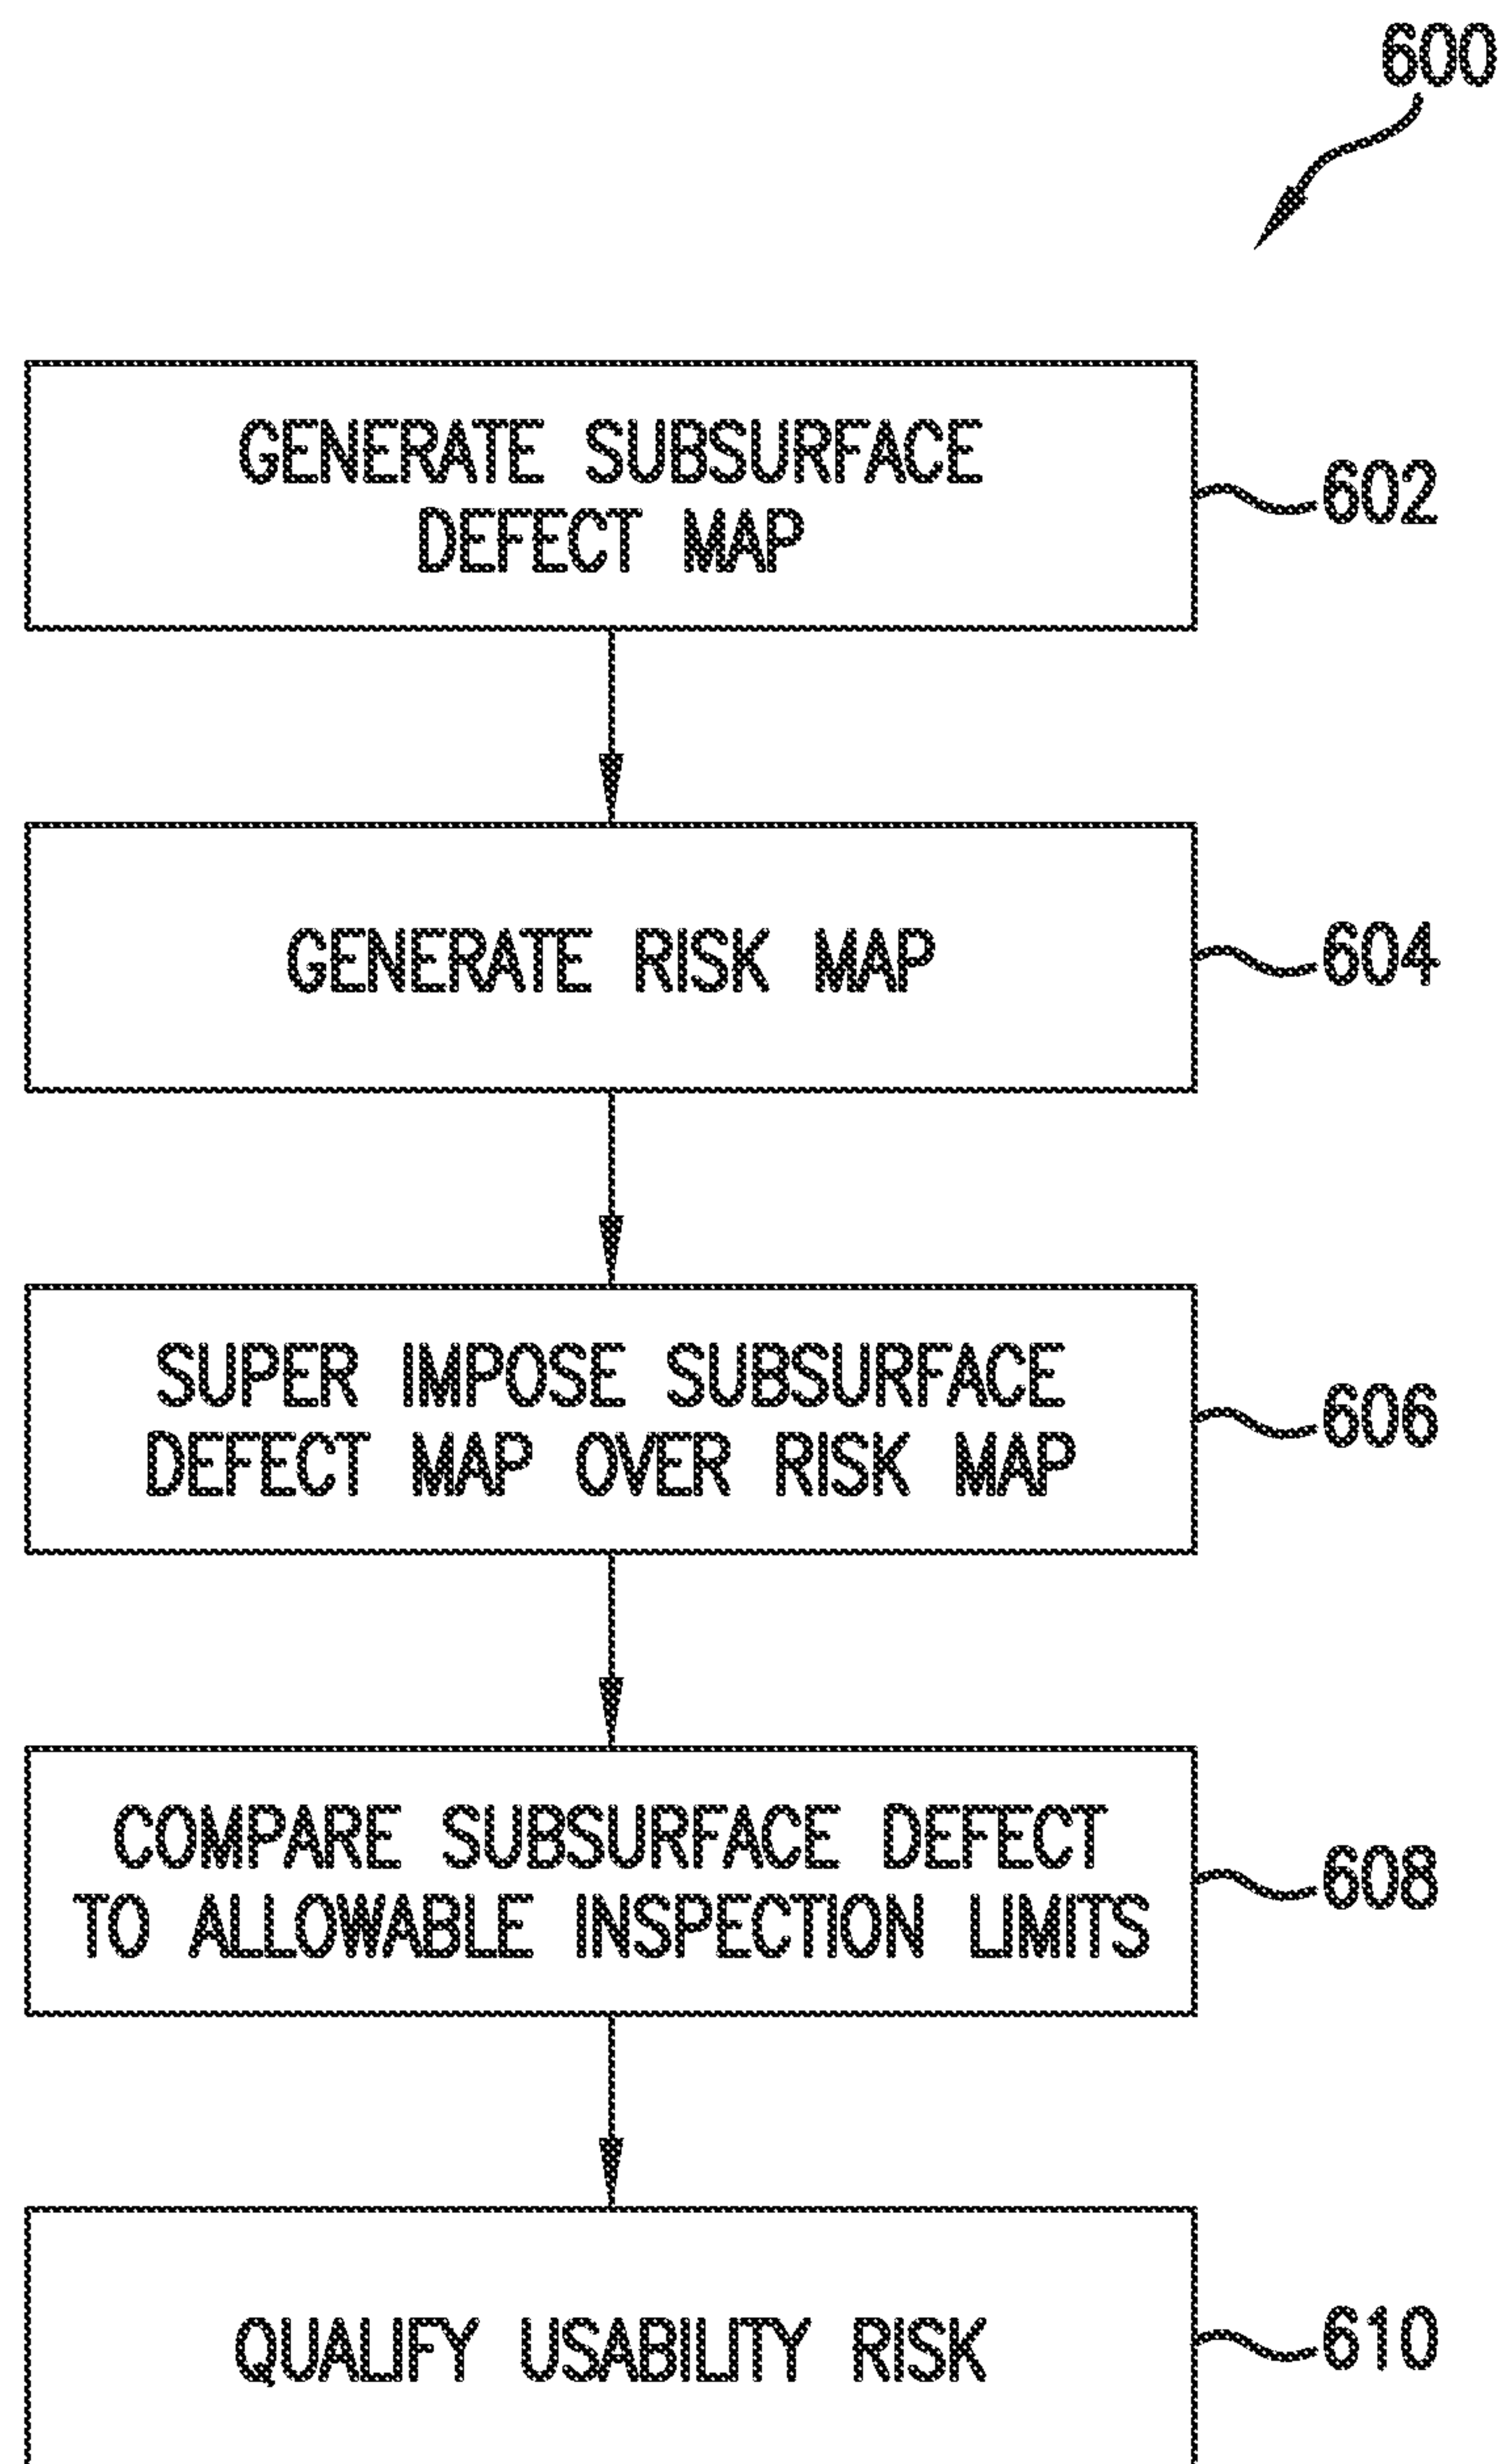 600
GENERATE SUBSURFACE
DEFECT MAP
602
GENERATE RISK MAP
604
SUPER IMPOSE SUBSURFACE
DEFECT MAP OVER RISK MAP
606
COMPARE SUBSURFACE DEFECT
TO ALLOWABLE INSPECTION LIMITS
608
QUALIFY USABILITY RISK
610